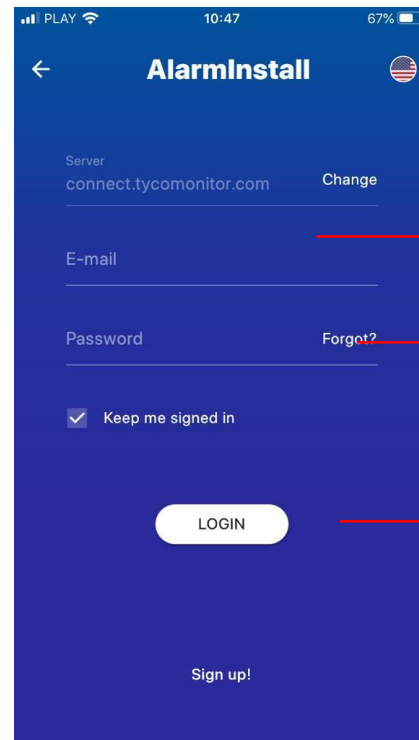 PLAY 10:47 67%
AlarmInstall
Server
connect.tycomonitor.com Change
E-mail
Password Forgot?
Keep me signed in
LOGIN
Sign up!